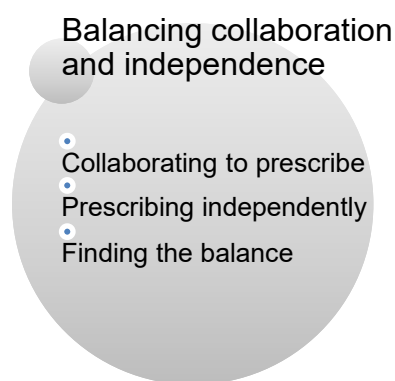 Balancing collaboration
and independence
Collaborating to prescribe
Prescribing independently
Finding the balance